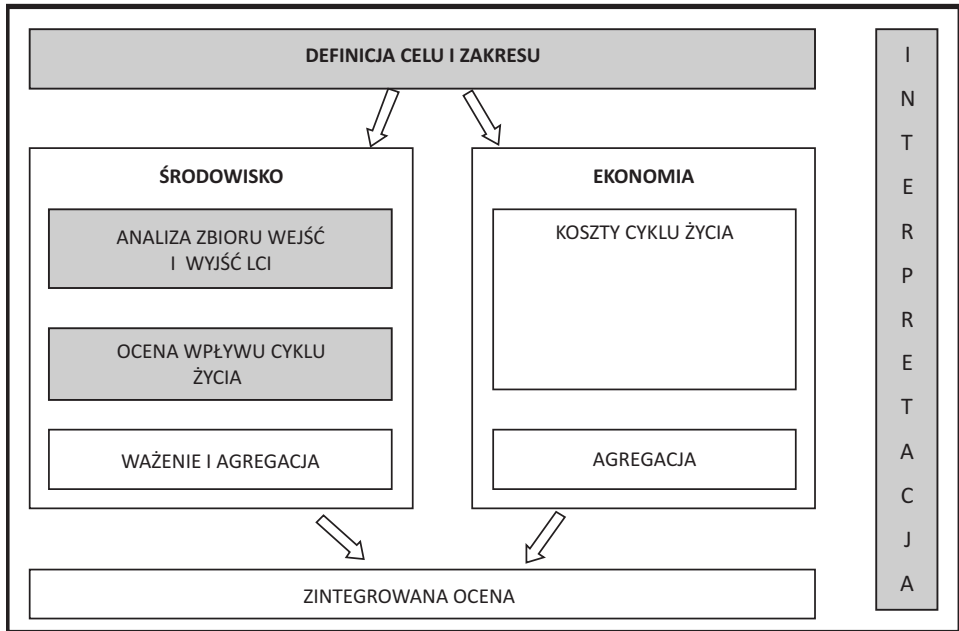 DEFINICJA CELU I ZAKRESU
ŚRODOWISKO
ANALIZA ZBIORU WEJŚĆ
I WYJŚĆ LCI
OCENA WPŁYWU CYKLU
ŻYCIA
WAŻENIE I AGREGACJA
EKONOMIA
KOSZTY CYKLU ŻYCIA
AGREGACJA
ZINTEGROWANA OCENA
I
N
T
E
R
P
R
E
T
A
C
J
A